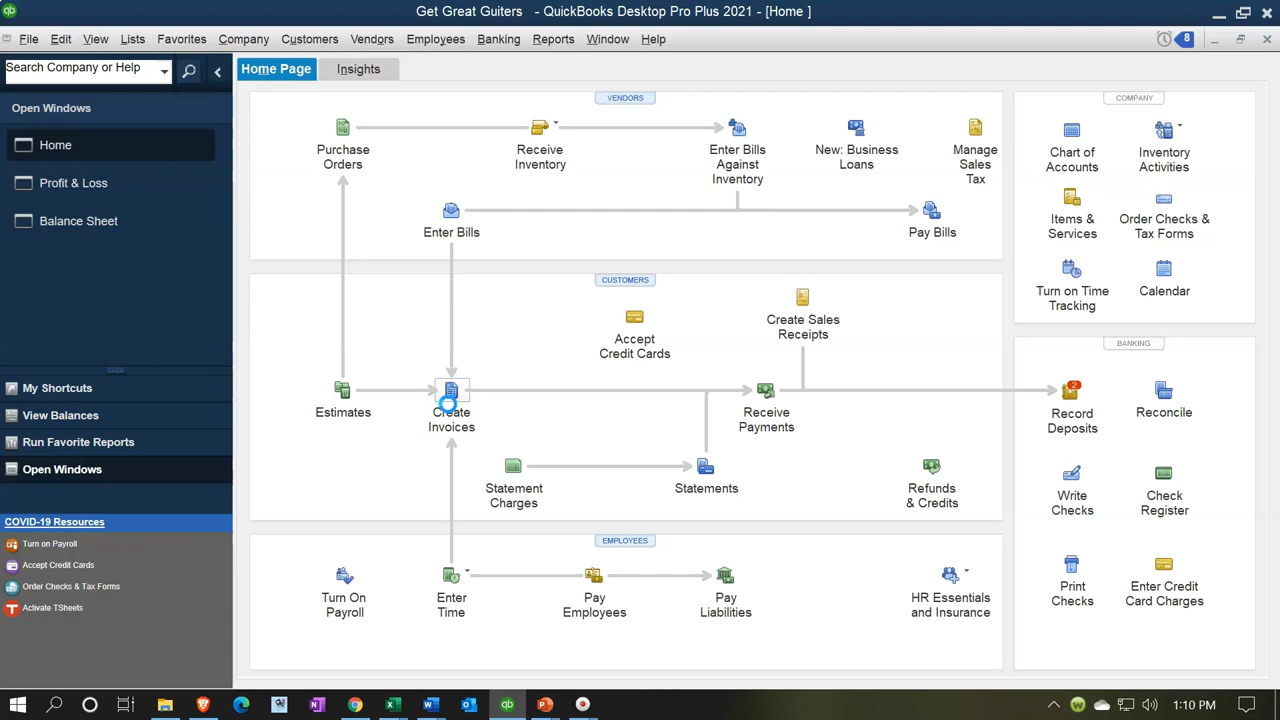 qb
Get Great Guiters - QuickBooks Desktop Pro Plus 2021 - [Home ]
File Edit View Lists Favorites Company Customers Vendors Employees Banking Reports Window Help
8
Search Company or Help
Home Page
Insights
Open Windows
Home
Profit & Loss
Balance Sheet
My Shortcuts
View Balances
Run Favorite Reports
Open Windows
COVID-19 Resources
Turn on Payroll
Accept Credit Cards
Order Checks & Tax Forms
Activate TSheets
VENDORS
Purchase
Orders
Receive
Inventory
Enter Bills
Against
Inventory
New: Business
Loans
Manage
Sales
Tax
Enter Bills
Pay Bills
CUSTOMERS
Create Sales
Receipts
Accept
Credit Cards
Estimates
Create
Invoices
Receive
Payments
Statement
Charges
Statements
Refunds
& Credits
EMPLOYEES
Turn On
Payroll
Enter
Time
Pay
Employees
Pay
Liabilities
HR Essentials
and Insurance
COMPANY
Chart of
Accounts
Inventory
Activities
Items &
Services
Order Checks &
Tax Forms
Turn on Time
Tracking
Calendar
BANKING
2
Record
Deposits
Reconcile
Write
Checks
Check
Register
Print
Checks
Enter Credit
Card Charges
1:10 PM